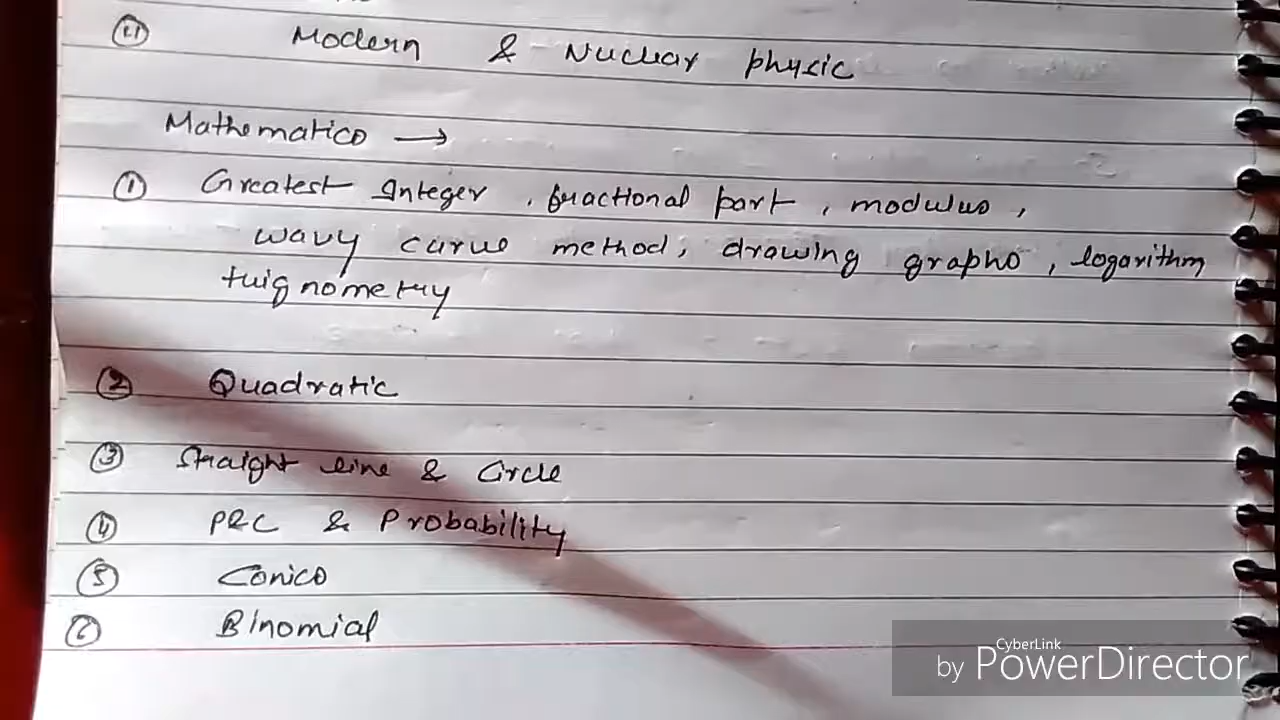 11 Modern & Nuclear physic
Mathematics →
1 Greatest Integer, fractional part, modulus,
wavy curve method, drawing graphs, logarithm
trignometry
2 Quadratic
3 Straight line & Circle
4 P&C & Probability
5 Conics
6 Binomial
CyberLink
by PowerDirector